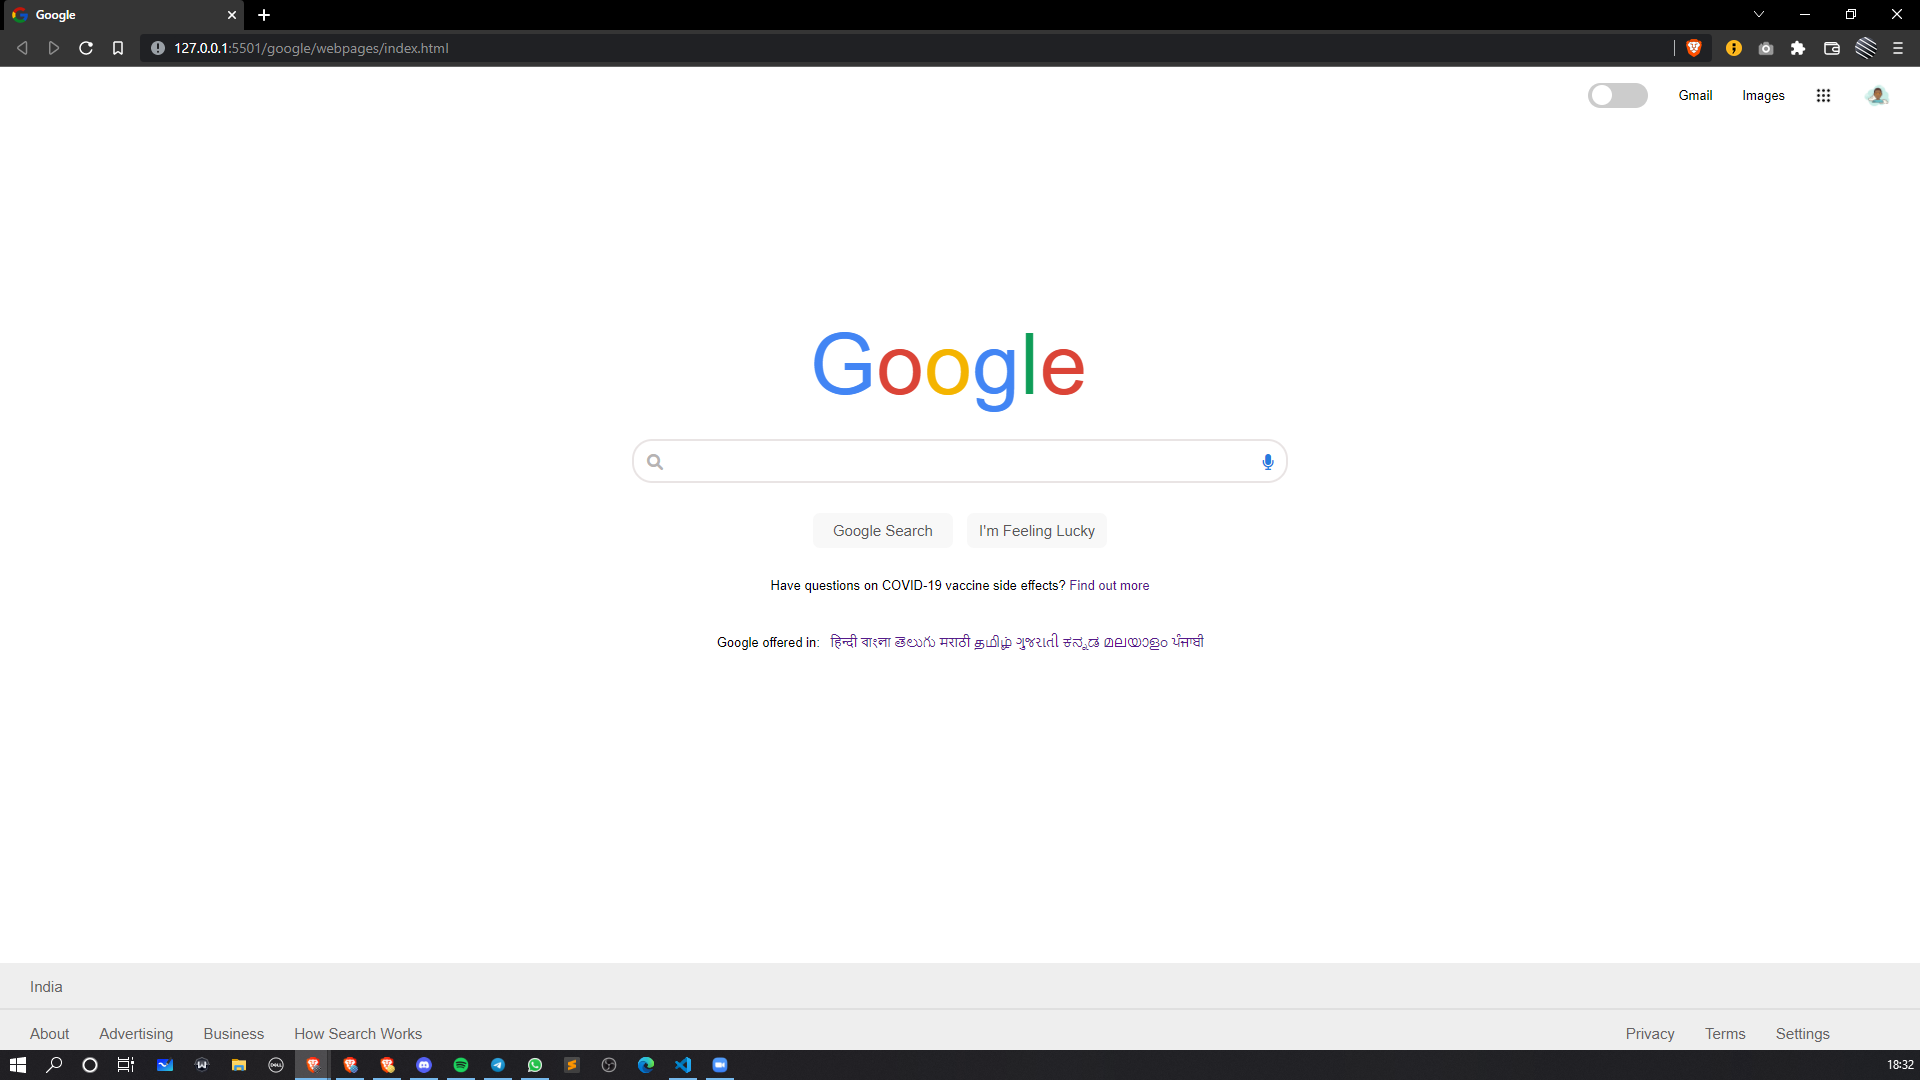 Google
127.0.0.1:5501/google/webpages/index.html
Gmail Images
Google
Google Search I'm Feeling Lucky
Have questions on COVID-19 vaccine side effects? Find out more
Google offered in: हिन्दी বাংলা తెలుగు मराठी தமிழ் ગુજરાતી ಕನ್ನಡ മലയാളം ਪੰਜਾਬੀ
India
About Advertising Business How Search Works Privacy Terms Settings
DELL
18:32